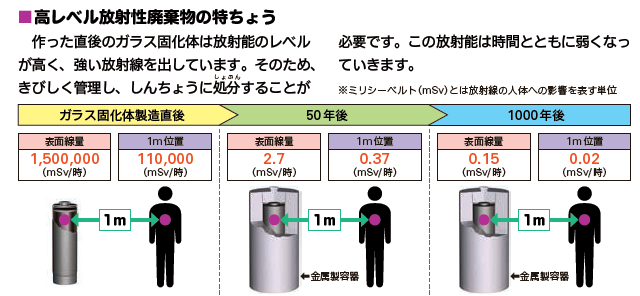 ■高レベル放射性廃棄物の特ちょう
作った直後のガラス固化体は放射能のレベル
が高く、強い放射線を出しています。そのため、
きびしく管理し、しんちょうに処分することが
しょぶん
必要です。この放射能は時間とともに弱くなっ
ていきます。
※ミリシーベルト(mSv)とは放射線の人体への影響を表す単位
ガラス固化体製造直後
50年後
1000年後
表面線量
1m位置
表面線量
1m位置
表面線量
1m位置
1,500,000
110,000
2.7
0.37
0.15
0.02
(mSv/時)
(mSv/時)
(mSv/時)
(mSv/時)
(mSv/時)
(mSv/時)
1m
1m
1m
←金属製容器
←金属製容器